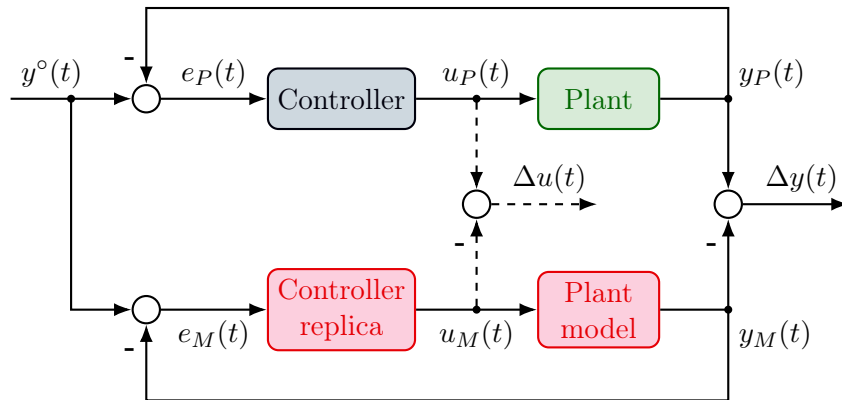 -
y°(t)
e_P(t)
Controller
u_P(t)
Plant
y_P(t)
Δu(t)
Δy(t)
-
-
Controller
replica
Plant
model
e_M(t)
u_M(t)
y_M(t)
-